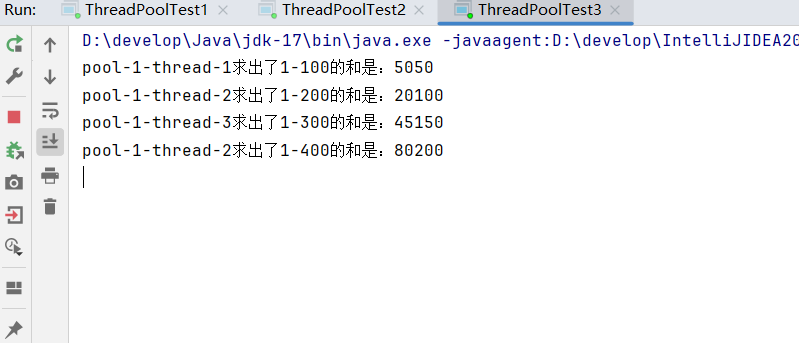 Run: ThreadPoolTest1 ThreadPoolTest2 ThreadPoolTest3
D:\develop\Java\jdk-17\bin\java.exe -javaagent:D:\develop\IntelliJIDEA20
pool-1-thread-1求出了1-100的和是：5050
pool-1-thread-2求出了1-200的和是：20100
pool-1-thread-3求出了1-300的和是：45150
pool-1-thread-2求出了1-400的和是：80200